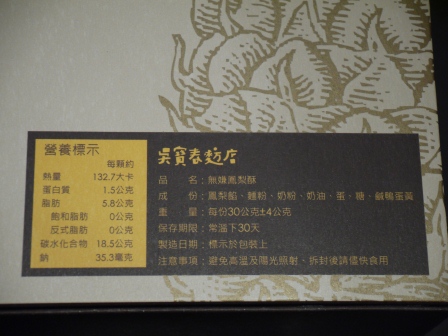 營養標示
每顆約
熱量 132.7大卡
蛋白質 1.5公克
脂肪 5.8公克
飽和脂肪 0公克
反式脂肪 0公克
碳水化合物 18.5公克
鈉 35.3毫克
吳寶春麪店
品 名：無嫌鳳梨酥
成 份：鳳梨餡、麵粉、奶粉、奶油、蛋、糖、鹹鴨蛋黃
重 量：每份30公克±4公克
保存期限：常溫下30天
製造日期：標示於包裝上
注意事項：避免高溫及陽光照射、拆封後請儘快食用